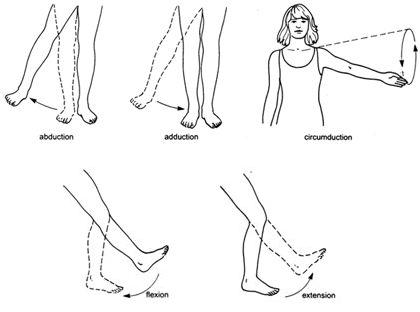 abduction
adduction
circumduction
flexion
extension